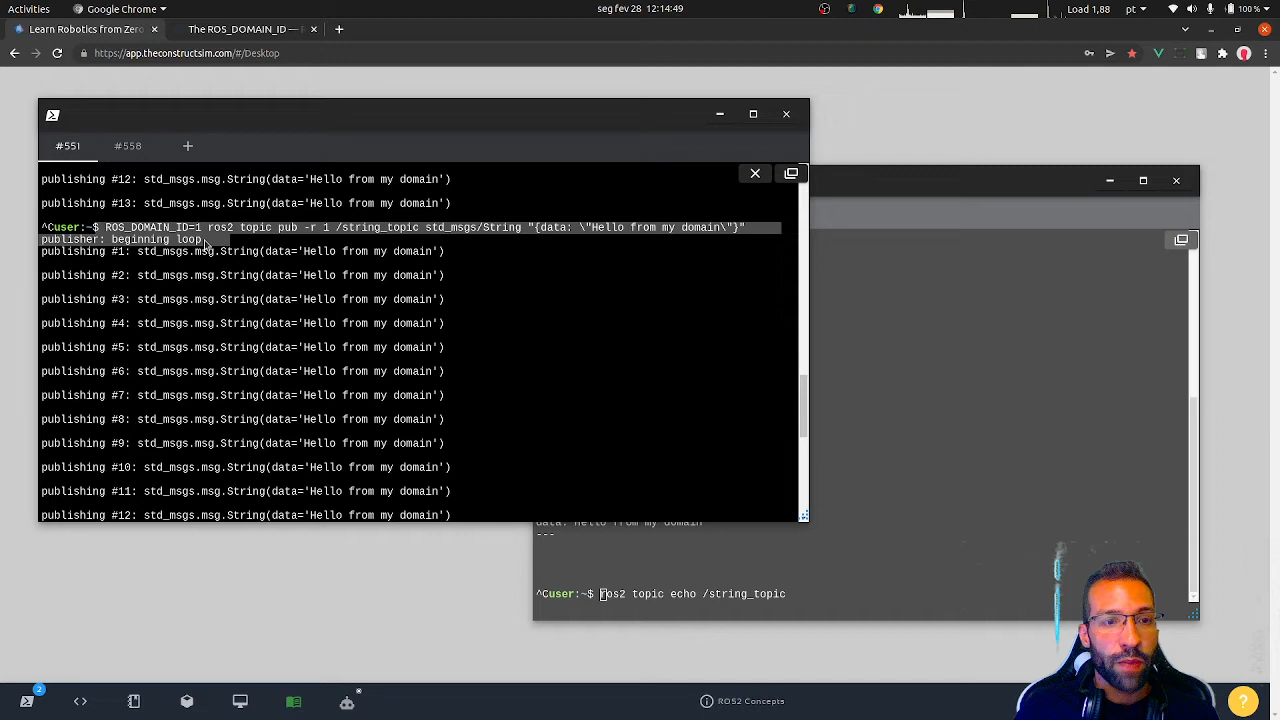 Activities
Google Chrome
seg fev 28 12:14:49
Load 1,88
pt
100 %
Learn Robotics from Zero
The ROS_DOMAIN_ID —
https://app.theconstructsim.com/#/Desktop
#551
#558
publishing #12: std_msgs.msg.String(data='Hello from my domain')
publishing #13: std_msgs.msg.String(data='Hello from my domain')
^Cuser:~$ ROS_DOMAIN_ID=1 ros2 topic pub -r 1 /string_topic std_msgs/String "{data: \"Hello from my domain\"}"
publisher: beginning loop
publishing #1: std_msgs.msg.String(data='Hello from my domain')
publishing #2: std_msgs.msg.String(data='Hello from my domain')
publishing #3: std_msgs.msg.String(data='Hello from my domain')
publishing #4: std_msgs.msg.String(data='Hello from my domain')
publishing #5: std_msgs.msg.String(data='Hello from my domain')
publishing #6: std_msgs.msg.String(data='Hello from my domain')
publishing #7: std_msgs.msg.String(data='Hello from my domain')
publishing #8: std_msgs.msg.String(data='Hello from my domain')
publishing #9: std_msgs.msg.String(data='Hello from my domain')
publishing #10: std_msgs.msg.String(data='Hello from my domain')
publishing #11: std_msgs.msg.String(data='Hello from my domain')
publishing #12: std_msgs.msg.String(data='Hello from my domain')
data: Hello from my domain
---
^Cuser:~$ ros2 topic echo /string_topic
2
ROS2 Concepts
?